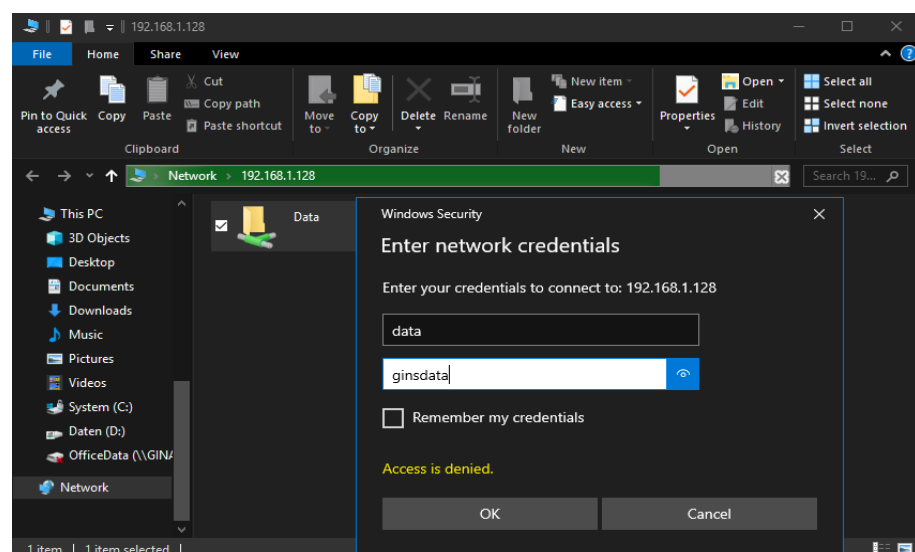 192.168.1.128
File Home Share View
Pin to Quick access
Copy
Paste
Cut
Copy path
Paste shortcut
Move to
Copy to
Delete
Rename
New folder
New item
Easy access
Properties
Open
Edit
History
Select all
Select none
Invert selection
Clipboard Organize New Open Select
Network > 192.168.1.128
Search 19...
This PC
3D Objects
Desktop
Documents
Downloads
Music
Pictures
Videos
System (C:)
Daten (D:)
OfficeData (\\GINA
Network
Data
Windows Security
Enter network credentials
Enter your credentials to connect to: 192.168.1.128
data
ginsdata
Remember my credentials
Access is denied.
OK Cancel
1 item 1 item selected